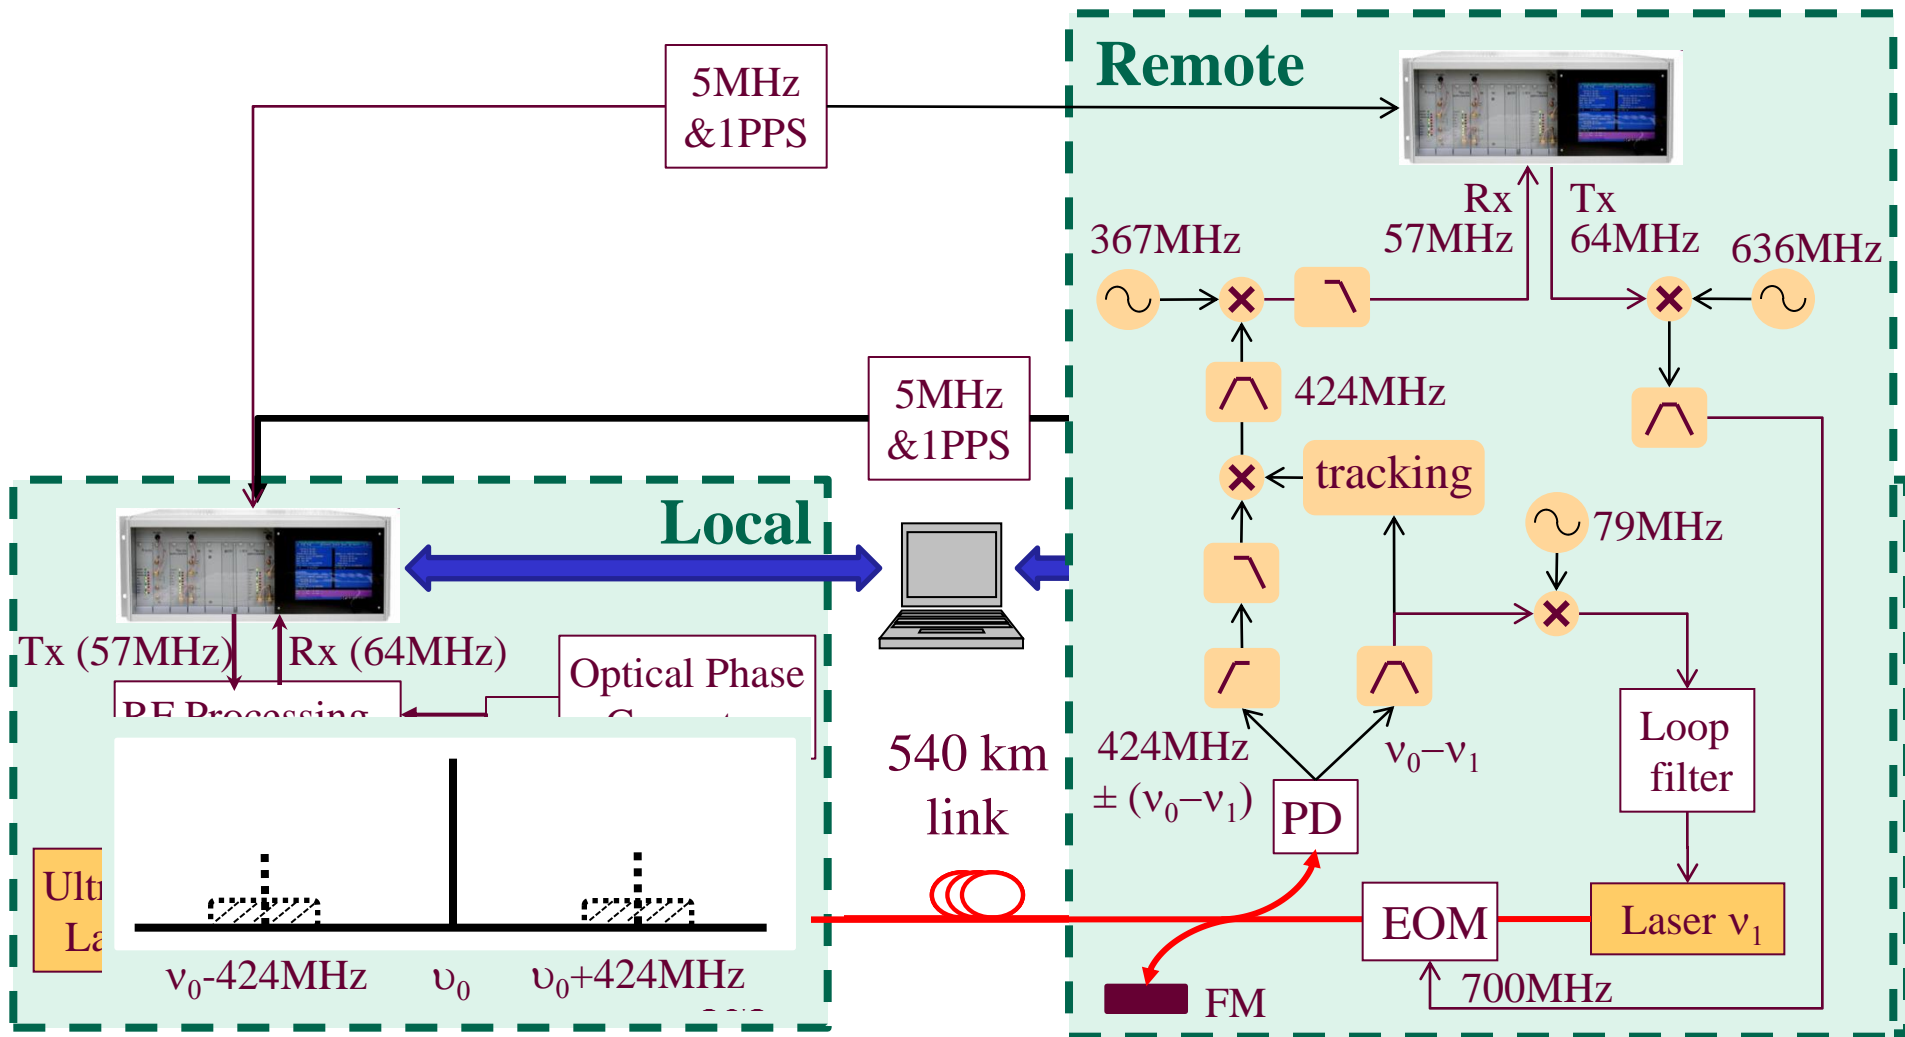 Remote
5MHz
&1PPS
Rx
57MHz
Tx
64MHz
367MHz
636MHz
424MHz
5MHz
&1PPS
tracking
79MHz
Local
Tx (57MHz)
Rx (64MHz)
Optical Phase
RF Processing
Loop
filter
424MHz
± (ν0−ν1)
ν0−ν1
PD
540 km
link
EOM
Laser ν1
700MHz
FM
ν0-424MHz
υ0
υ0+424MHz